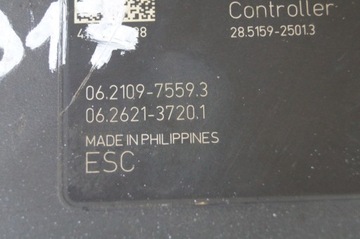 Controller
28.5159-2501.3
06.2109-7559.3
06.2621-3720.1
MADE IN PHILIPPINES
ESC